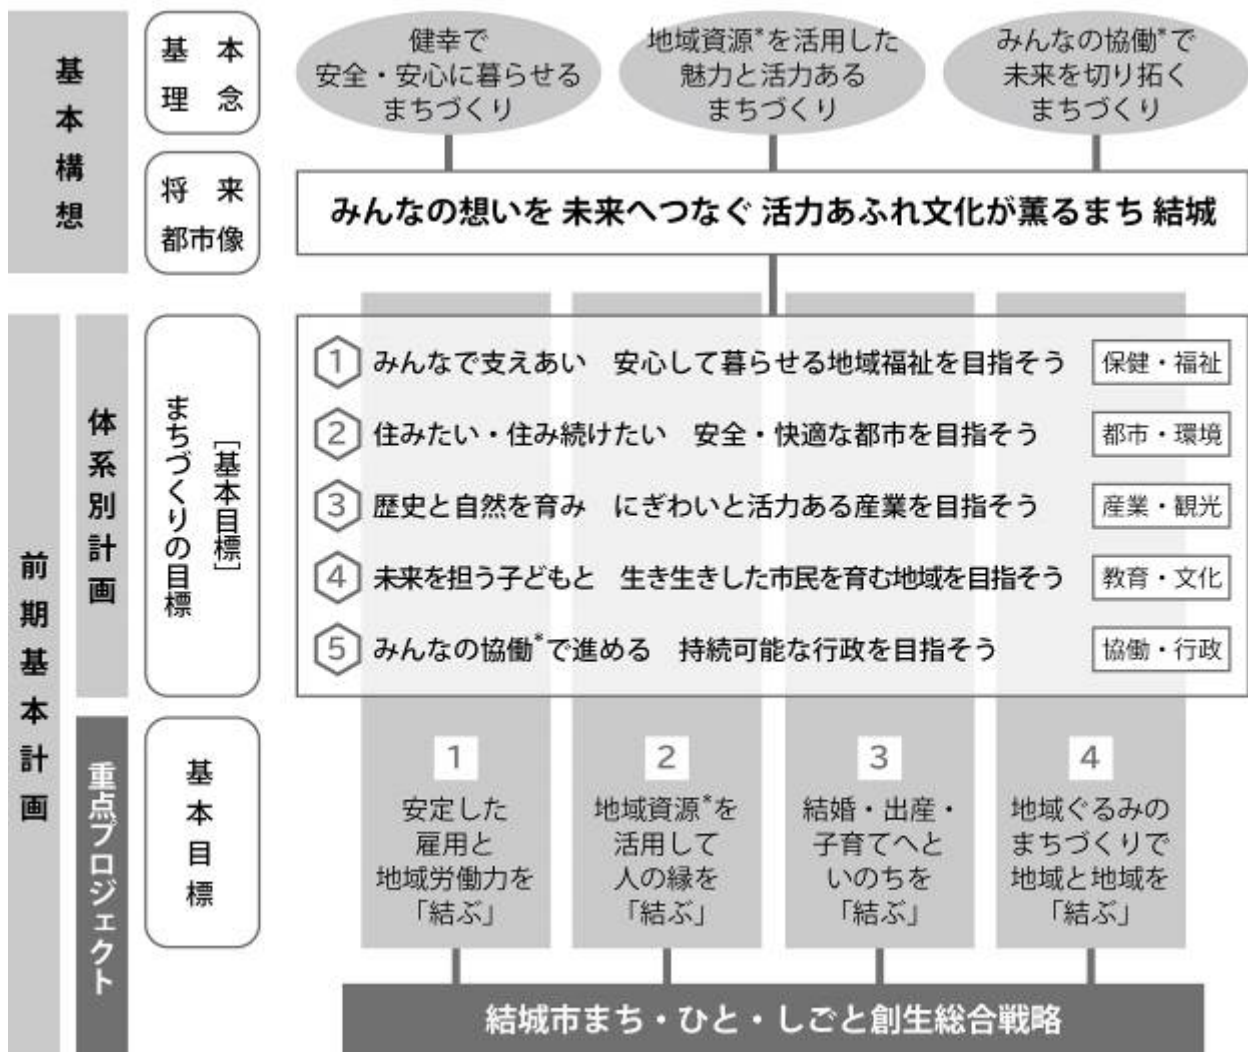 基本構想
基本
理念
健幸で
安全・安心に暮らせる
まちづくり
地域資源*を活用した
魅力と活力ある
まちづくり
みんなの協働*で
未来を切り拓く
まちづくり
将来
都市像
みんなの想いを 未来へつなぐ 活力あふれ文化が薫るまち 結城
前期基本計画
体系別計画
まちづくりの目標
［基本目標］
1 みんなで支えあい 安心して暮らせる地域福祉を目指そう 保健・福祉
2 住みたい・住み続けたい 安全・快適な都市を目指そう 都市・環境
3 歴史と自然を育み にぎわいと活力ある産業を目指そう 産業・観光
4 未来を担う子どもと 生き生きした市民を育む地域を目指そう 教育・文化
5 みんなの協働*で進める 持続可能な行政を目指そう 協働・行政
重点プロジェクト
基本目標
1
安定した
雇用と
地域労働力を
「結ぶ」
2
地域資源*を
活用して
人の縁を
「結ぶ」
3
結婚・出産・
子育てへと
いのちを
「結ぶ」
4
地域ぐるみの
まちづくりで
地域と地域を
「結ぶ」
結城市まち・ひと・しごと創生総合戦略